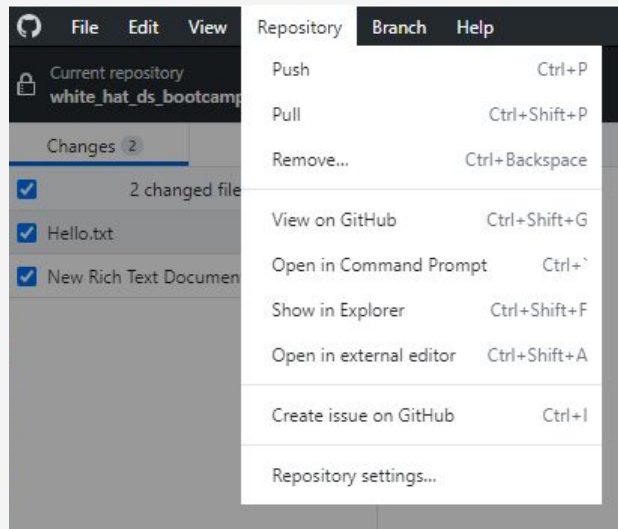 File Edit View Repository Branch Help
Current repository
white_hat_ds_bootcamp
Changes 2
2 changed file
Hello.txt
New Rich Text Documen
Push Ctrl+P
Pull Ctrl+Shift+P
Remove... Ctrl+Backspace
View on GitHub Ctrl+Shift+G
Open in Command Prompt Ctrl+`
Show in Explorer Ctrl+Shift+F
Open in external editor Ctrl+Shift+A
Create issue on GitHub Ctrl+I
Repository settings...